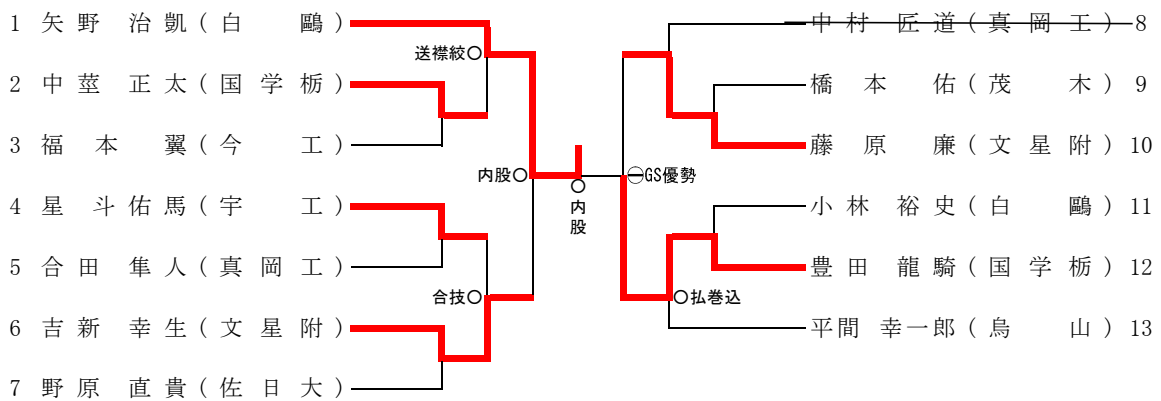 1 矢野 治凱(白 鷗)
2 中莖 正太(国学栃)
3 福本 翼(今 工)
4 星 斗佑馬(宇 工)
5 合田 隼人(真岡工)
6 吉新 幸生(文星附)
7 野原 直貴(佐日大)
送襟絞○
内股○
合技○
○内股
㊀GS優勢
○払巻込
中村 匠道(真岡工) 8
橋本 佑(茂 木) 9
藤原 廉(文星附) 10
小林 裕史(白 鷗) 11
豊田 龍騎(国学栃) 12
平間 幸一郎(烏 山) 13